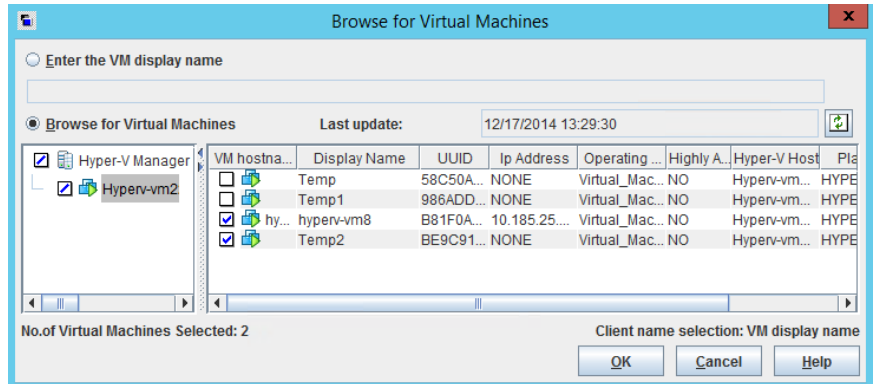 Browse for Virtual Machines
x
Enter the VM display name
Browse for Virtual Machines Last update: 12/17/2014 13:29:30
Hyper-V Manager
Hyperv-vm2
VM hostna... Display Name UUID Ip Address Operating ... Highly A... Hyper-V Host Pla
Temp 58C50A... NONE Virtual_Mac... NO Hyperv-vm... HYPE
Temp1 986ADD... NONE Virtual_Mac... NO Hyperv-vm... HYPE
hy... hyperv-vm8 B81F0A... 10.185.25.... Virtual_Mac... NO Hyperv-vm... HYPE
Temp2 BE9C91... NONE Virtual_Mac... NO Hyperv-vm... HYPE
No.of Virtual Machines Selected: 2 Client name selection: VM display name
OK Cancel Help